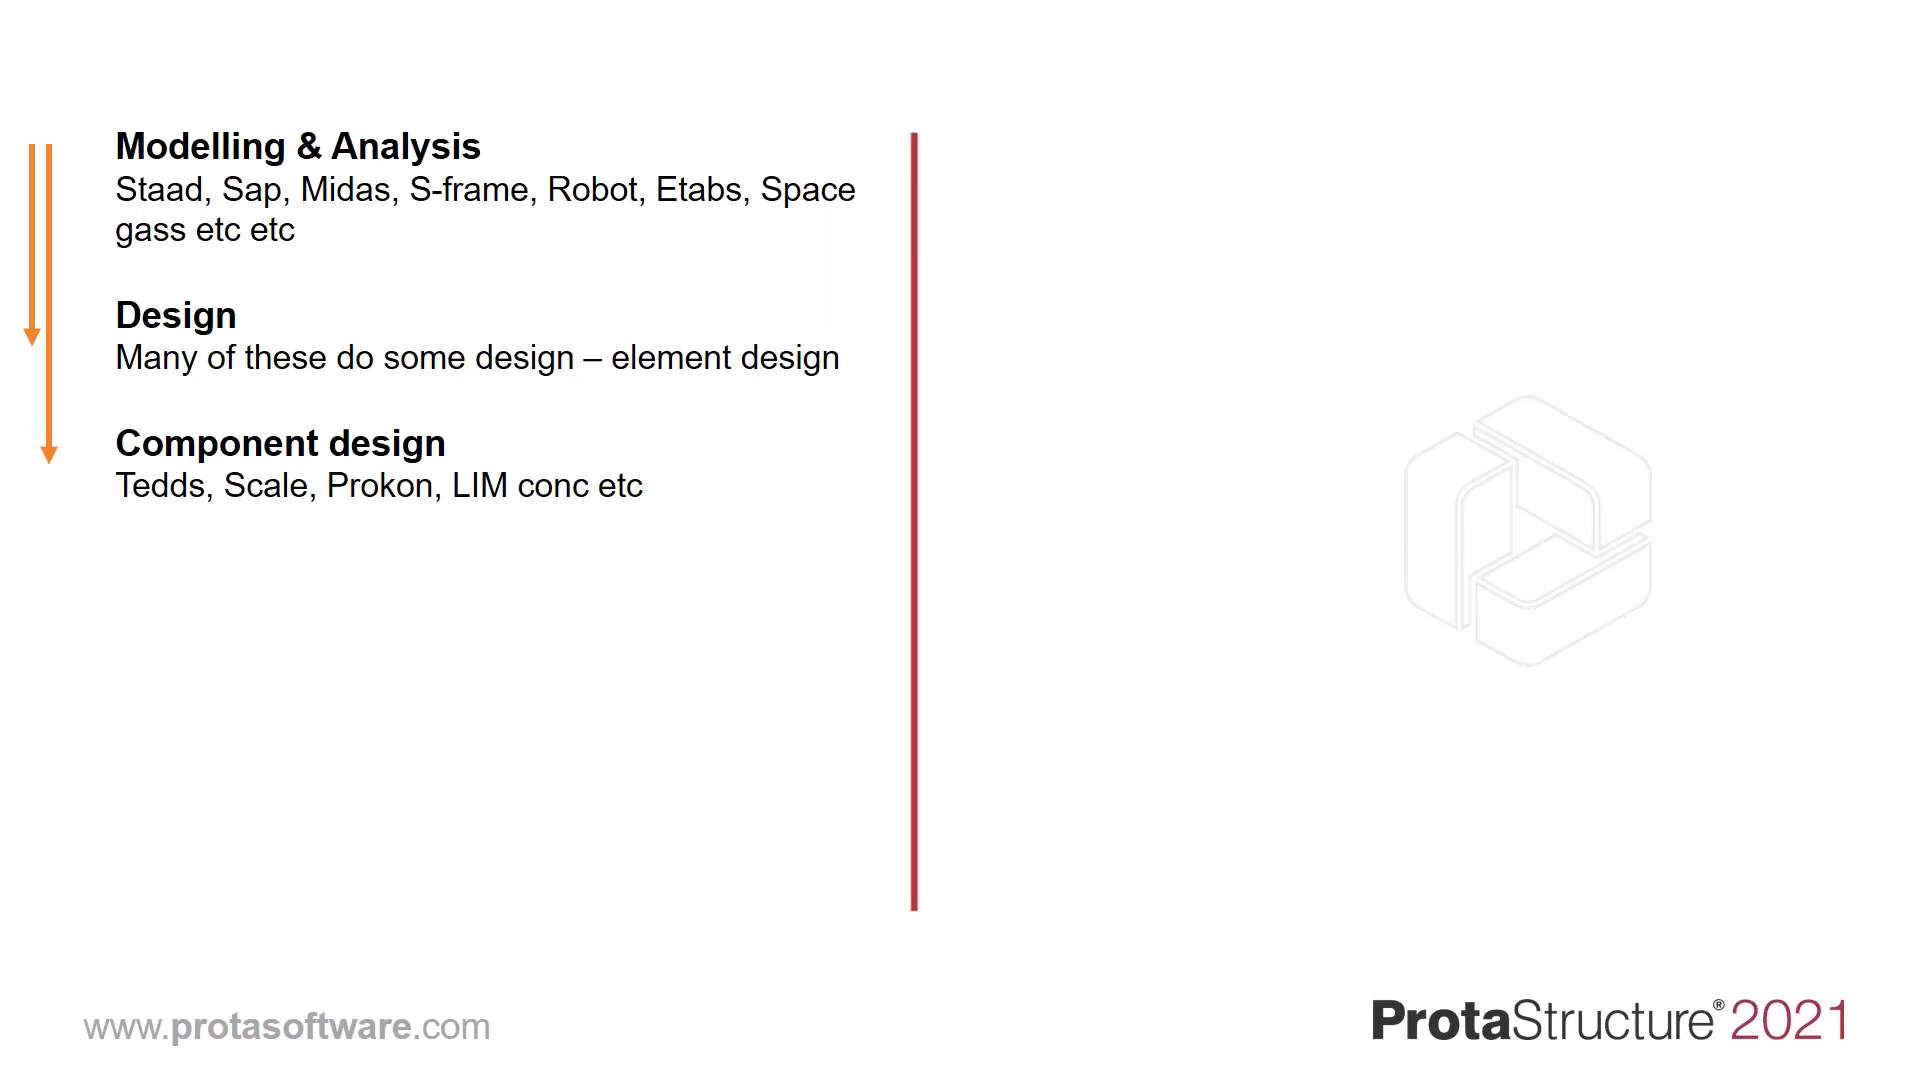 Modelling & Analysis
Staad, Sap, Midas, S-frame, Robot, Etabs, Space
gass etc etc
Design
Many of these do some design – element design
Component design
Tedds, Scale, Prokon, LIM conc etc
www.protasoftware.com
ProtaStructure® 2021